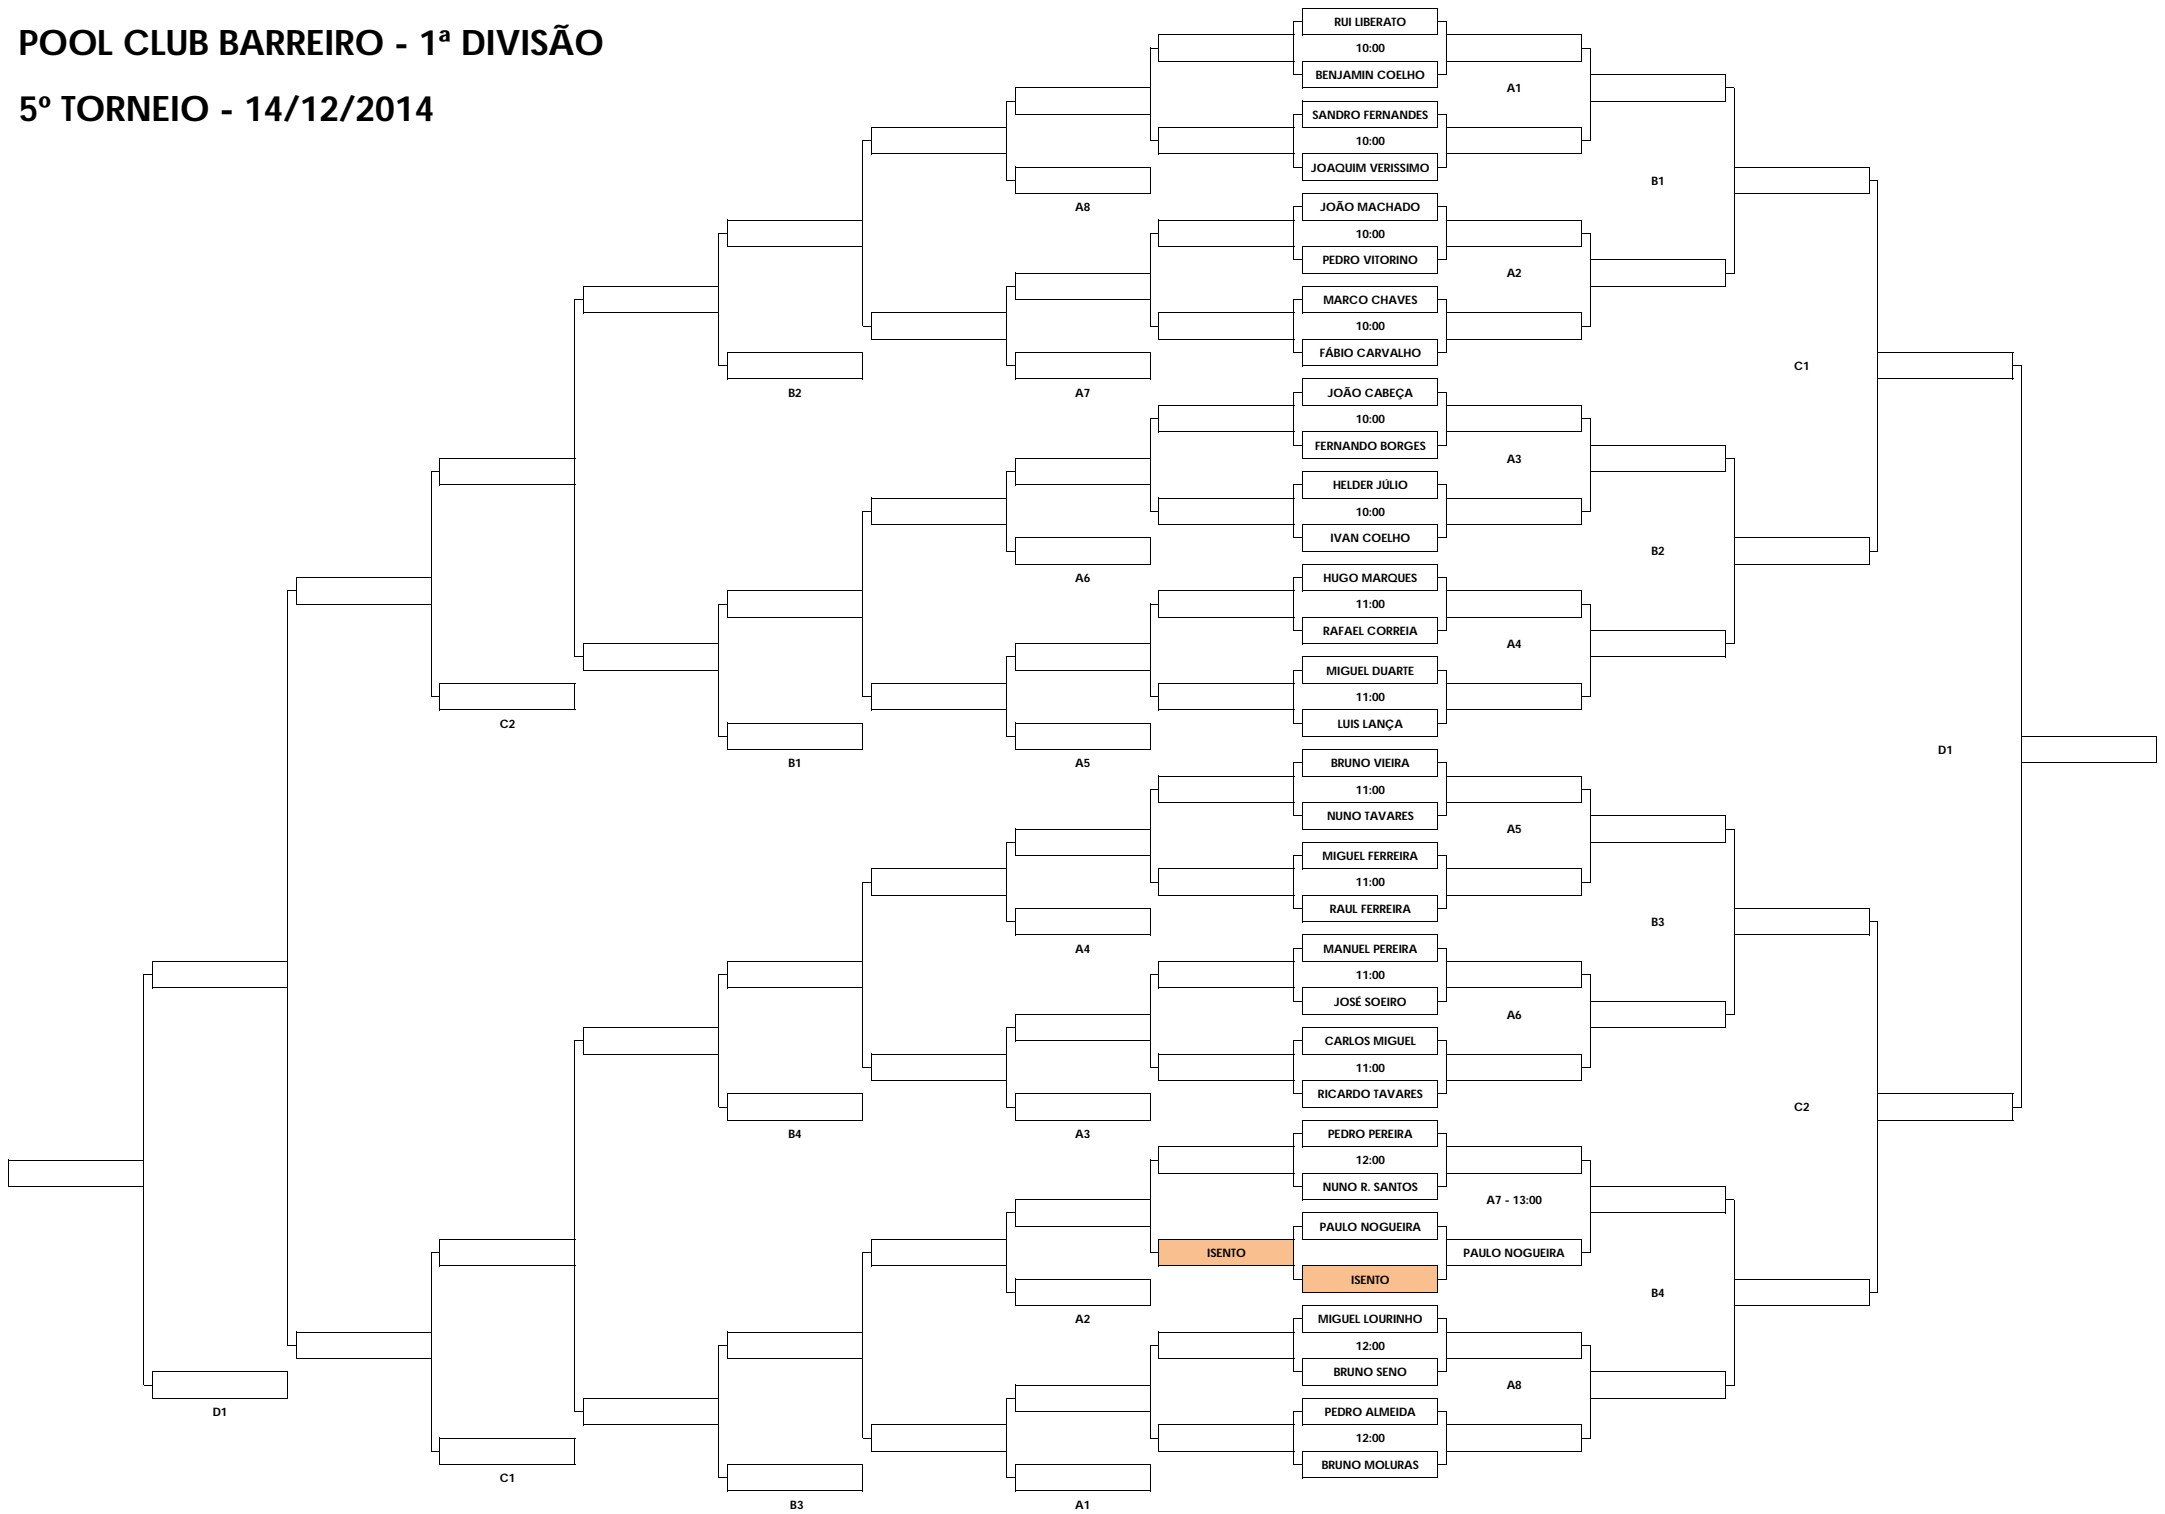 POOL CLUB BARREIRO - 1ª DIVISÃO
5º TORNEIO - 14/12/2014
RUI LIBERATO
10:00
BENJAMIN COELHO
A1
SANDRO FERNANDES
10:00
JOAQUIM VERISSIMO
B1
A8
JOÃO MACHADO
10:00
PEDRO VITORINO
A2
MARCO CHAVES
10:00
FÁBIO CARVALHO
C1
B2
A7
JOÃO CABEÇA
10:00
FERNANDO BORGES
A3
HELDER JÚLIO
10:00
IVAN COELHO
B2
A6
HUGO MARQUES
11:00
RAFAEL CORREIA
A4
MIGUEL DUARTE
11:00
LUIS LANÇA
C2
D1
B1
A5
BRUNO VIEIRA
11:00
NUNO TAVARES
A5
MIGUEL FERREIRA
11:00
RAUL FERREIRA
B3
A4
MANUEL PEREIRA
11:00
JOSÉ SOEIRO
A6
CARLOS MIGUEL
11:00
RICARDO TAVARES
C2
B4
A3
PEDRO PEREIRA
12:00
NUNO R. SANTOS
A7 - 13:00
PAULO NOGUEIRA
ISENTO
PAULO NOGUEIRA
ISENTO
B4
A2
MIGUEL LOURINHO
12:00
BRUNO SENO
A8
D1
PEDRO ALMEIDA
12:00
BRUNO MOLURAS
C1
B3
A1